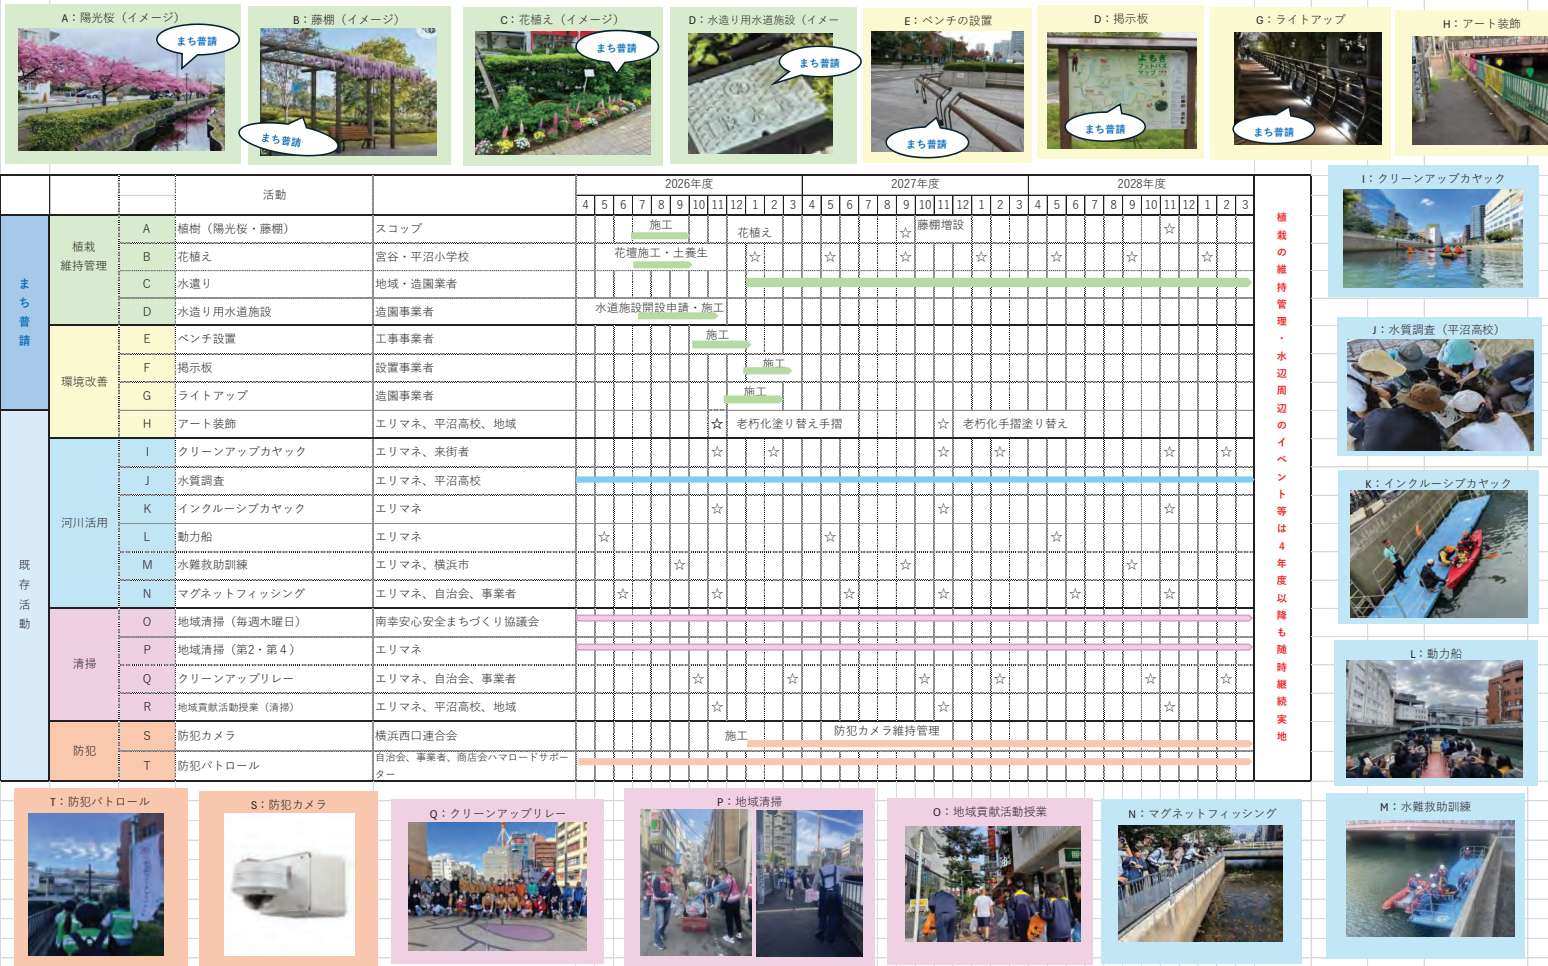 A：陽光桜（イメージ）
まち普請
B：藤棚（イメージ）
まち普請
C：花植え（イメージ）
まち普請
D：水造り用水道施設（イメー
まち普請
E：ベンチの設置
まち普請
D：掲示板
よもぎ
フットパス
マップ
まち普請
G：ライトアップ
まち普請
H：アート装飾
活動
2026年度 2027年度 2028年度
4 5 6 7 8 9 10 11 12 1 2 3 4 5 6 7 8 9 10 11 12 1 2 3 4 5 6 7 8 9 10 11 12 1 2 3
まち普請
既存活動
植栽
維持管理
A 植樹（陽光桜・藤棚） スコップ 施工 花植え ☆ 藤棚増設 ☆
B 花植え 宮谷・平沼小学校 花壇施工・土養生 ☆ ☆ ☆ ☆ ☆ ☆ ☆
C 水遣り 地域・造園業者
D 水造り用水道施設 造園事業者 水道施設開設申請・施工
環境改善
E ベンチ設置 工事事業者 施工
F 掲示板 設置事業者 施工
G ライトアップ 造園事業者 施工
H アート装飾 エリマネ、平沼高校、地域 ☆ 老朽化塗り替え手摺 ☆ 老朽化手摺塗り替え
河川活用
I クリーンアップカヤック エリマネ、来街者 ☆ ☆ ☆ ☆ ☆ ☆
J 水質調査 エリマネ、平沼高校
K インクルーシブカヤック エリマネ ☆ ☆ ☆
L 動力船 エリマネ ☆ ☆ ☆
M 水難救助訓練 エリマネ、横浜市 ☆ ☆ ☆
N マグネットフィッシング エリマネ、自治会、事業者 ☆ ☆ ☆ ☆ ☆ ☆
清掃
O 地域清掃（毎週木曜日） 南幸安心安全まちづくり協議会
P 地域清掃（第2・第４） エリマネ
Q クリーンアップリレー エリマネ、自治会、事業者 ☆ ☆ ☆ ☆ ☆ ☆
R 地域貢献活動授業（清掃） エリマネ、平沼高校、地域 ☆ ☆ ☆
防犯
S 防犯カメラ 横浜西口連合会 施工 防犯カメラ維持管理
T 防犯パトロール 自治会、事業者、商店会ハマロードサポー
ター
植栽の維持管理・水辺周辺のイベント等は4年度以降も随時継続実地
I：クリーンアップカヤック
J：水質調査（平沼高校）
K：インクルーシブカヤック
L：動力船
T：防犯パトロール
S：防犯カメラ
Q：クリーンアップリレー
P：地域清掃
O：地域貢献活動授業
N：マグネットフィッシング
M：水難救助訓練